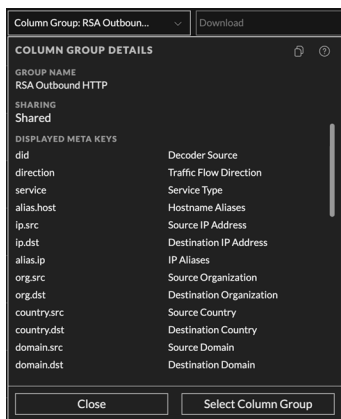 Column Group: RSA Outboun... Download
COLUMN GROUP DETAILS
GROUP NAME
RSA Outbound HTTP
SHARING
Shared
DISPLAYED META KEYS
did Decoder Source
direction Traffic Flow Direction
service Service Type
alias.host Hostname Aliases
ip.src Source IP Address
ip.dst Destination IP Address
alias.ip IP Aliases
org.src Source Organization
org.dst Destination Organization
country.src Source Country
country.dst Destination Country
domain.src Source Domain
domain.dst Destination Domain
Close Select Column Group